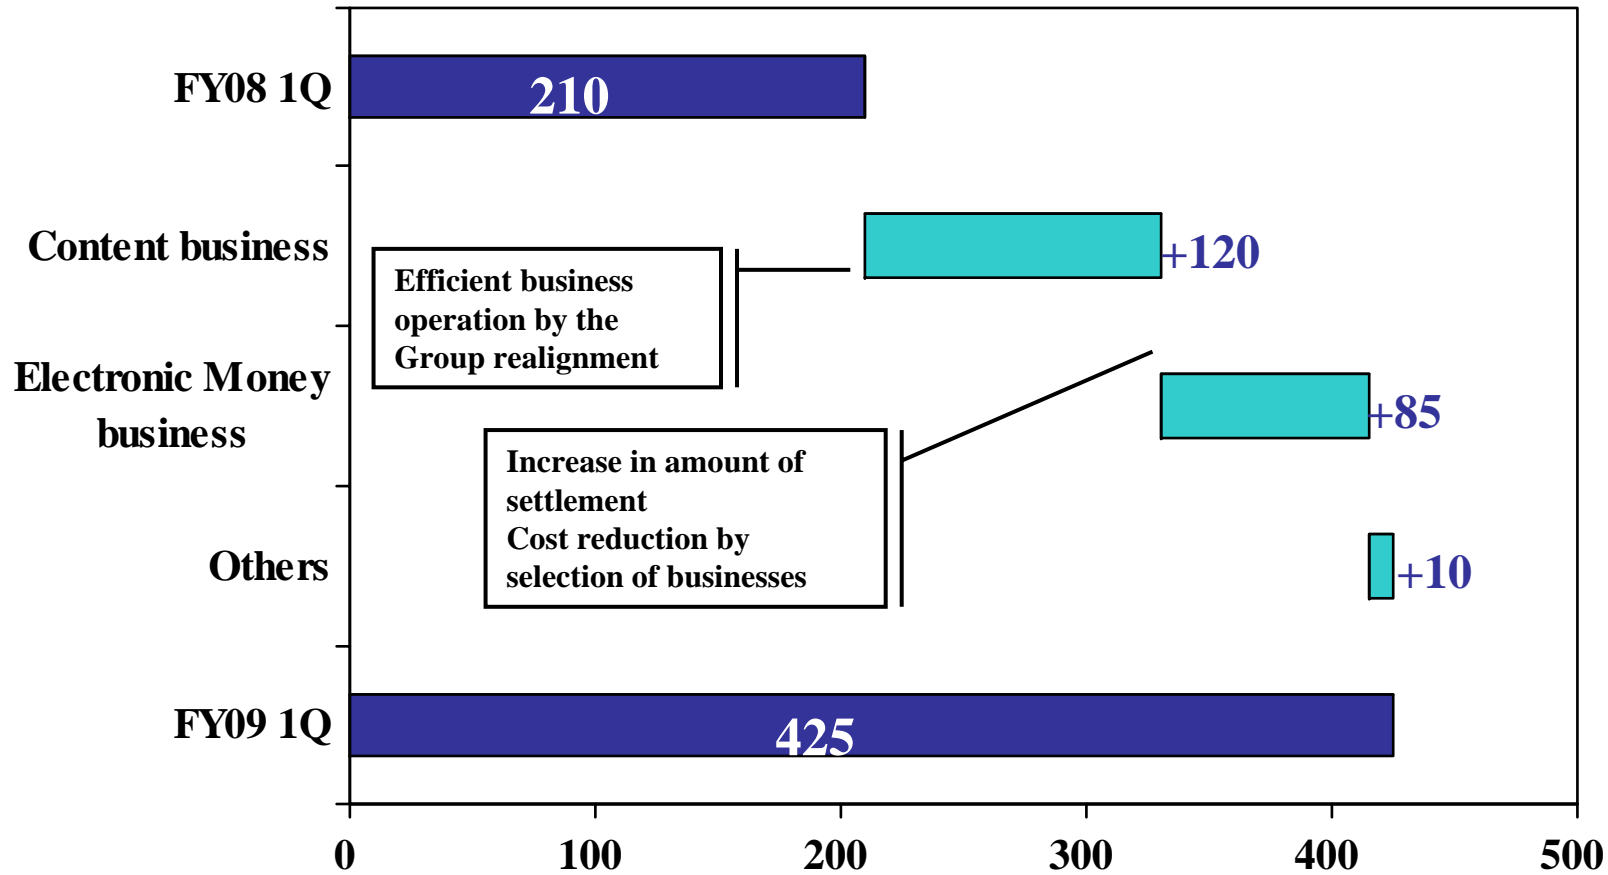 FY08 1Q
210
Content business
+120
Efficient business
operation by the
Group realignment
Electronic Money
business
+85
Increase in amount of
settlement
Cost reduction by
selection of businesses
Others
+10
FY09 1Q
425
0 100 200 300 400 500